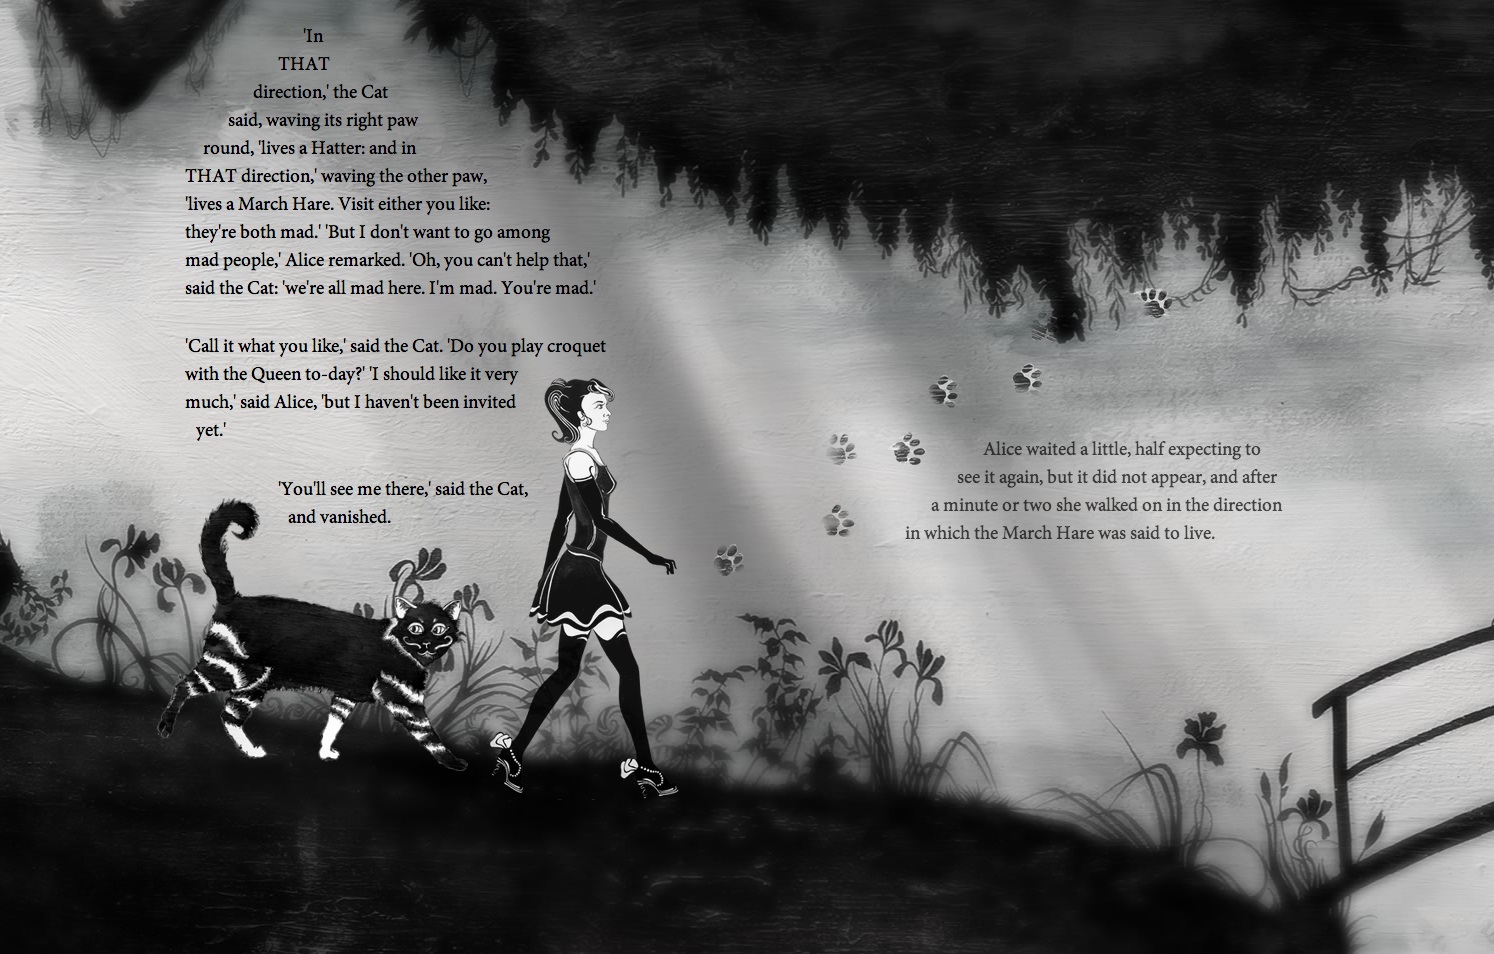 'In
THAT
direction,' the Cat
said, waving its right paw
round, 'lives a Hatter: and in
THAT direction,' waving the other paw,
'lives a March Hare. Visit either you like:
they're both mad.' 'But I don't want to go among
mad people,' Alice remarked. 'Oh, you can't help that,'
said the Cat: 'we're all mad here. I'm mad. You're mad.'
'Call it what you like,' said the Cat. 'Do you play croquet
with the Queen to-day?' 'I should like it very
much,' said Alice, 'but I haven't been invited
yet.'
'You'll see me there,' said the Cat,
and vanished.
Alice waited a little, half expecting to
see it again, but it did not appear, and after
a minute or two she walked on in the direction
in which the March Hare was said to live.